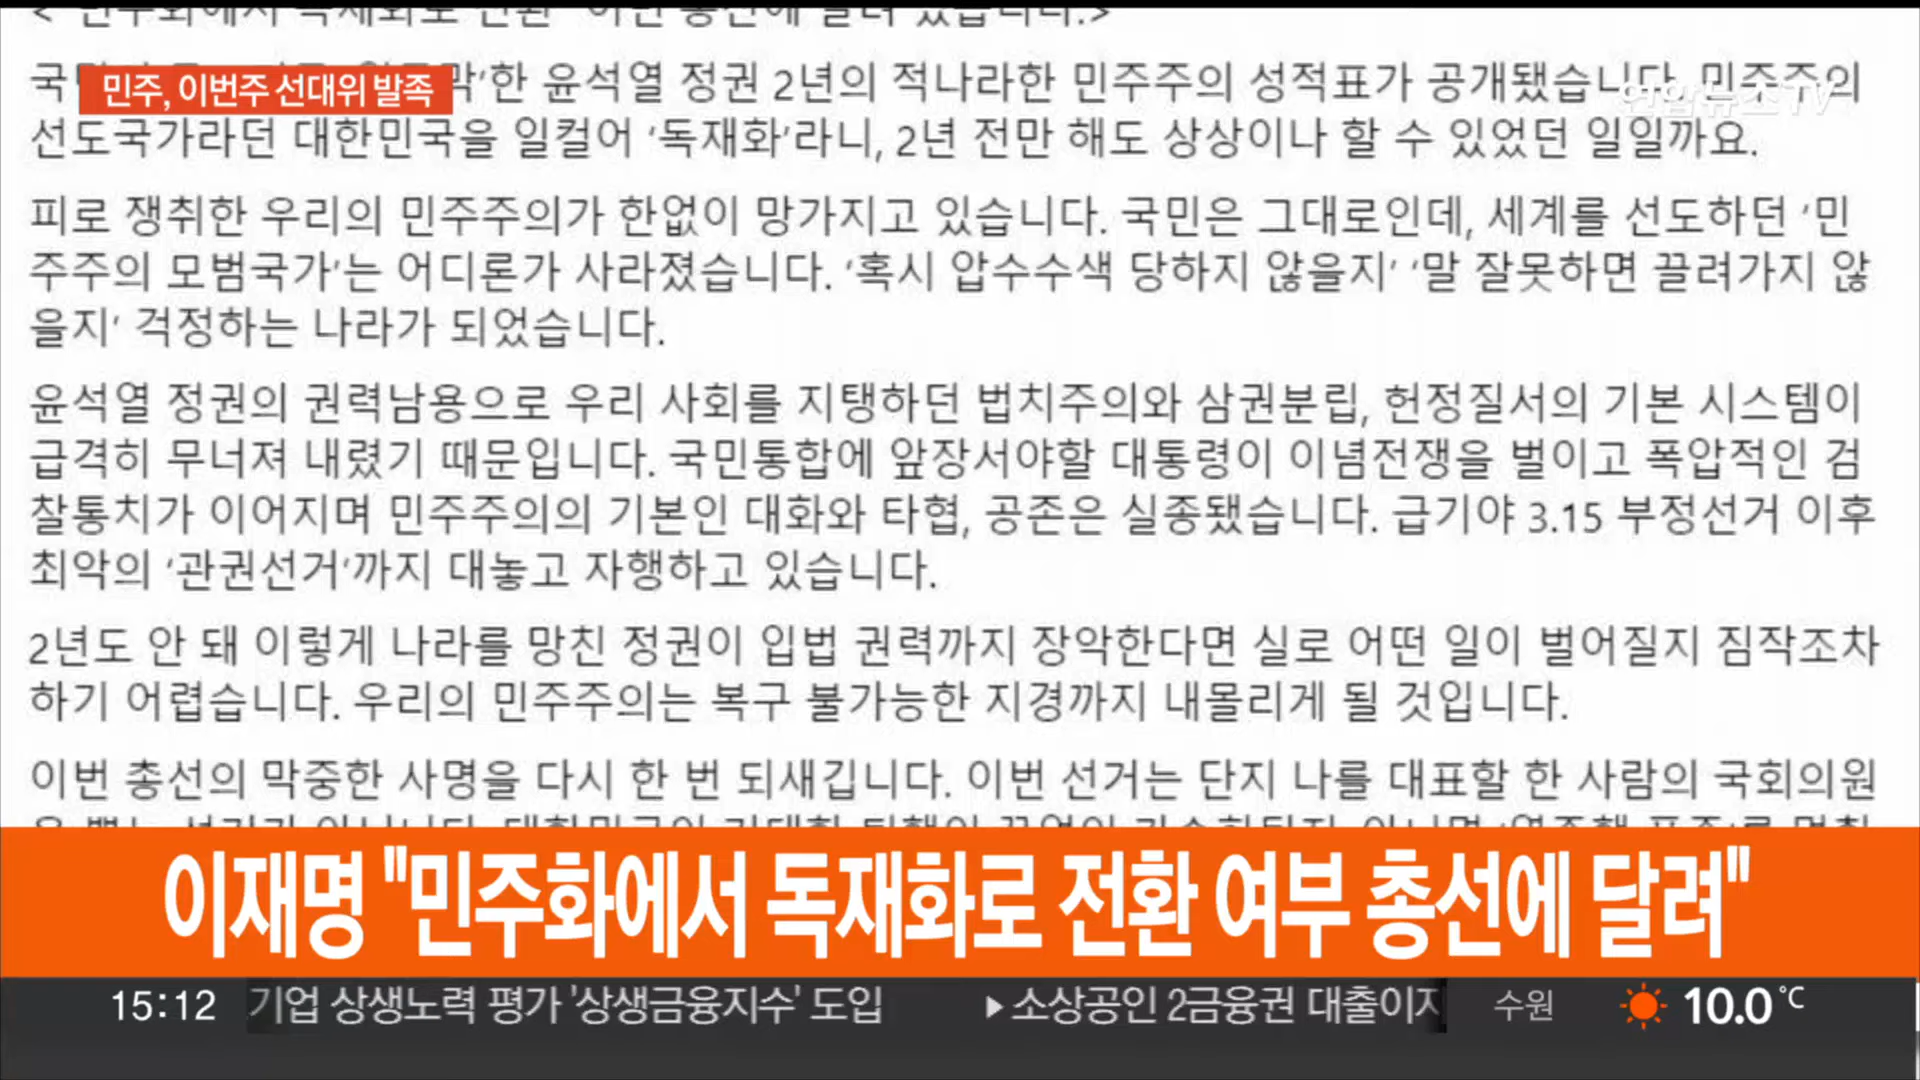 민주, 이번주 선대위 발족
연합뉴스TV
한 윤석열 정권 2년의 적나라한 민주주의 성적표가 공개됐습니다. 민주주의
선도국가라던 대한민국을 일컬어 '독재화'라니, 2년 전만 해도 상상이나 할 수 있었던 일일까요.
피로 쟁취한 우리의 민주주의가 한없이 망가지고 있습니다. 국민은 그대로인데, 세계를 선도하던 '민
주주의 모범국가'는 어디론가 사라졌습니다. '혹시 압수수색 당하지 않을지' '말 잘못하면 끌려가지 않
을지' 걱정하는 나라가 되었습니다.
윤석열 정권의 권력남용으로 우리 사회를 지탱하던 법치주의와 삼권분립, 헌정질서의 기본 시스템이
급격히 무너져 내렸기 때문입니다. 국민통합에 앞장서야할 대통령이 이념전쟁을 벌이고 폭압적인 검
찰통치가 이어지며 민주주의의 기본인 대화와 타협, 공존은 실종됐습니다. 급기야 3.15 부정선거 이후
최악의 '관권선거'까지 대놓고 자행하고 있습니다.
2년도 안 돼 이렇게 나라를 망친 정권이 입법 권력까지 장악한다면 실로 어떤 일이 벌어질지 짐작조차
하기 어렵습니다. 우리의 민주주의는 복구 불가능한 지경까지 내몰리게 될 것입니다.
이번 총선의 막중한 사명을 다시 한 번 되새깁니다. 이번 선거는 단지 나를 대표할 한 사람의 국회의원
이재명 "민주화에서 독재화로 전환 여부 총선에 달려"
15:12 기업 상생노력 평가 '상생금융지수' 도입 ▶소상공인 2금융권 대출이자 수원 10.0℃